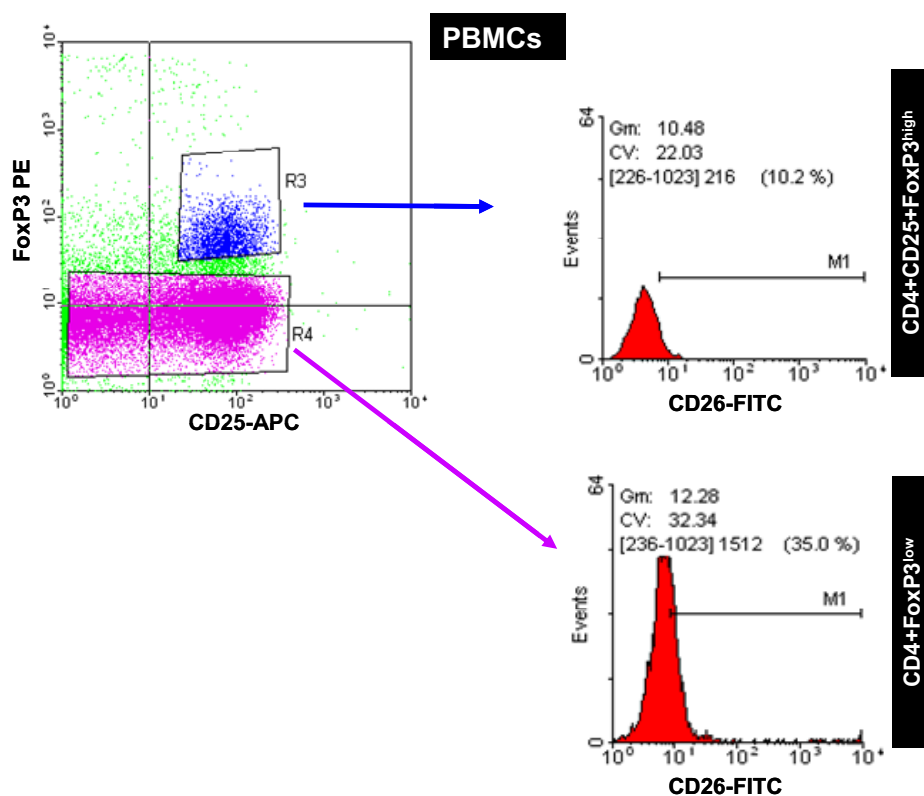 PBMCs
FoxP3 PE
10⁴
10³
10²
10¹
10⁰
R3
R4
10⁰ 10¹ 10² 10³ 10⁴
CD25-APC
64
Events
0
Gm: 10.48
CV: 22.03
[226-1023] 216 (10.2 %)
M1
10⁰ 10¹ 10² 10³ 10⁴
CD26-FITC
CD4+CD25+FoxP3high
64
Events
0
Gm: 12.28
CV: 32.34
[236-1023] 1512 (35.0 %)
M1
10⁰ 10¹ 10² 10³ 10⁴
CD26-FITC
CD4+FoxP3low